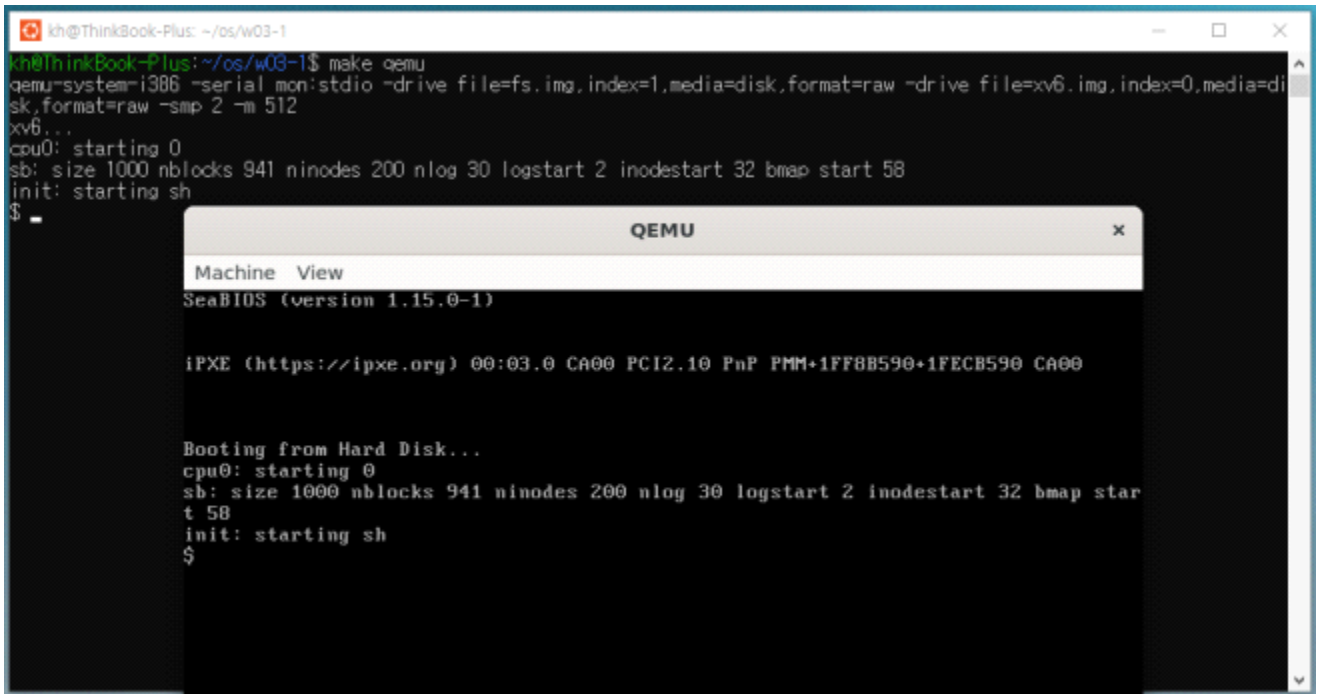 kh@ThinkBook-Plus: ~/os/w03-1
kh@ThinkBook-Plus:~/os/w03-1$ make qemu
qemu-system-i386 -serial mon:stdio -drive file=fs.img,index=1,media=disk,format=raw -drive file=xv6.img,index=0,media=di
sk,format=raw -smp 2 -m 512
xv6...
cpu0: starting 0
sb: size 1000 nblocks 941 ninodes 200 nlog 30 logstart 2 inodestart 32 bmap start 58
init: starting sh
$
QEMU
Machine View
SeaBIOS (version 1.15.0-1)
iPXE (https://ipxe.org) 00:03.0 CA00 PCI2.10 PnP PMM+1FF8B590+1FECB590 CA00
Booting from Hard Disk...
cpu0: starting 0
sb: size 1000 nblocks 941 ninodes 200 nlog 30 logstart 2 inodestart 32 bmap star
t 58
init: starting sh
$